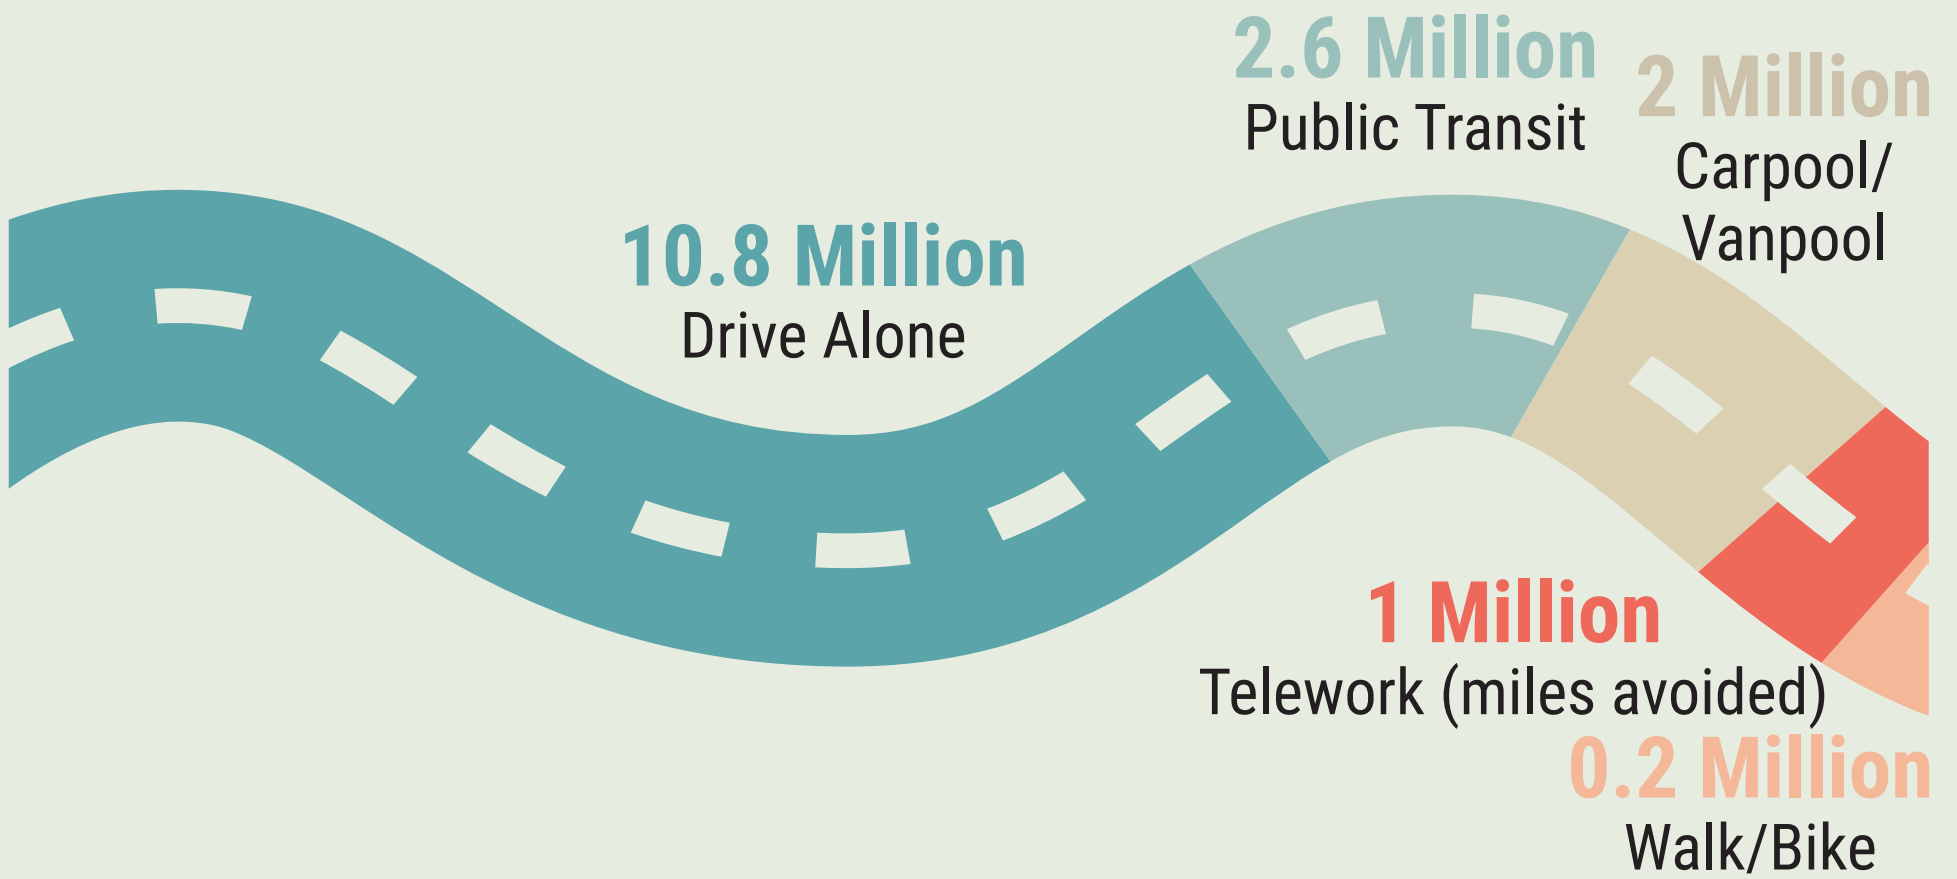 2.6 Million
Public Transit
2 Million
Carpool/
Vanpool
10.8 Million
Drive Alone
1 Million
Telework (miles avoided)
0.2 Million
Walk/Bike